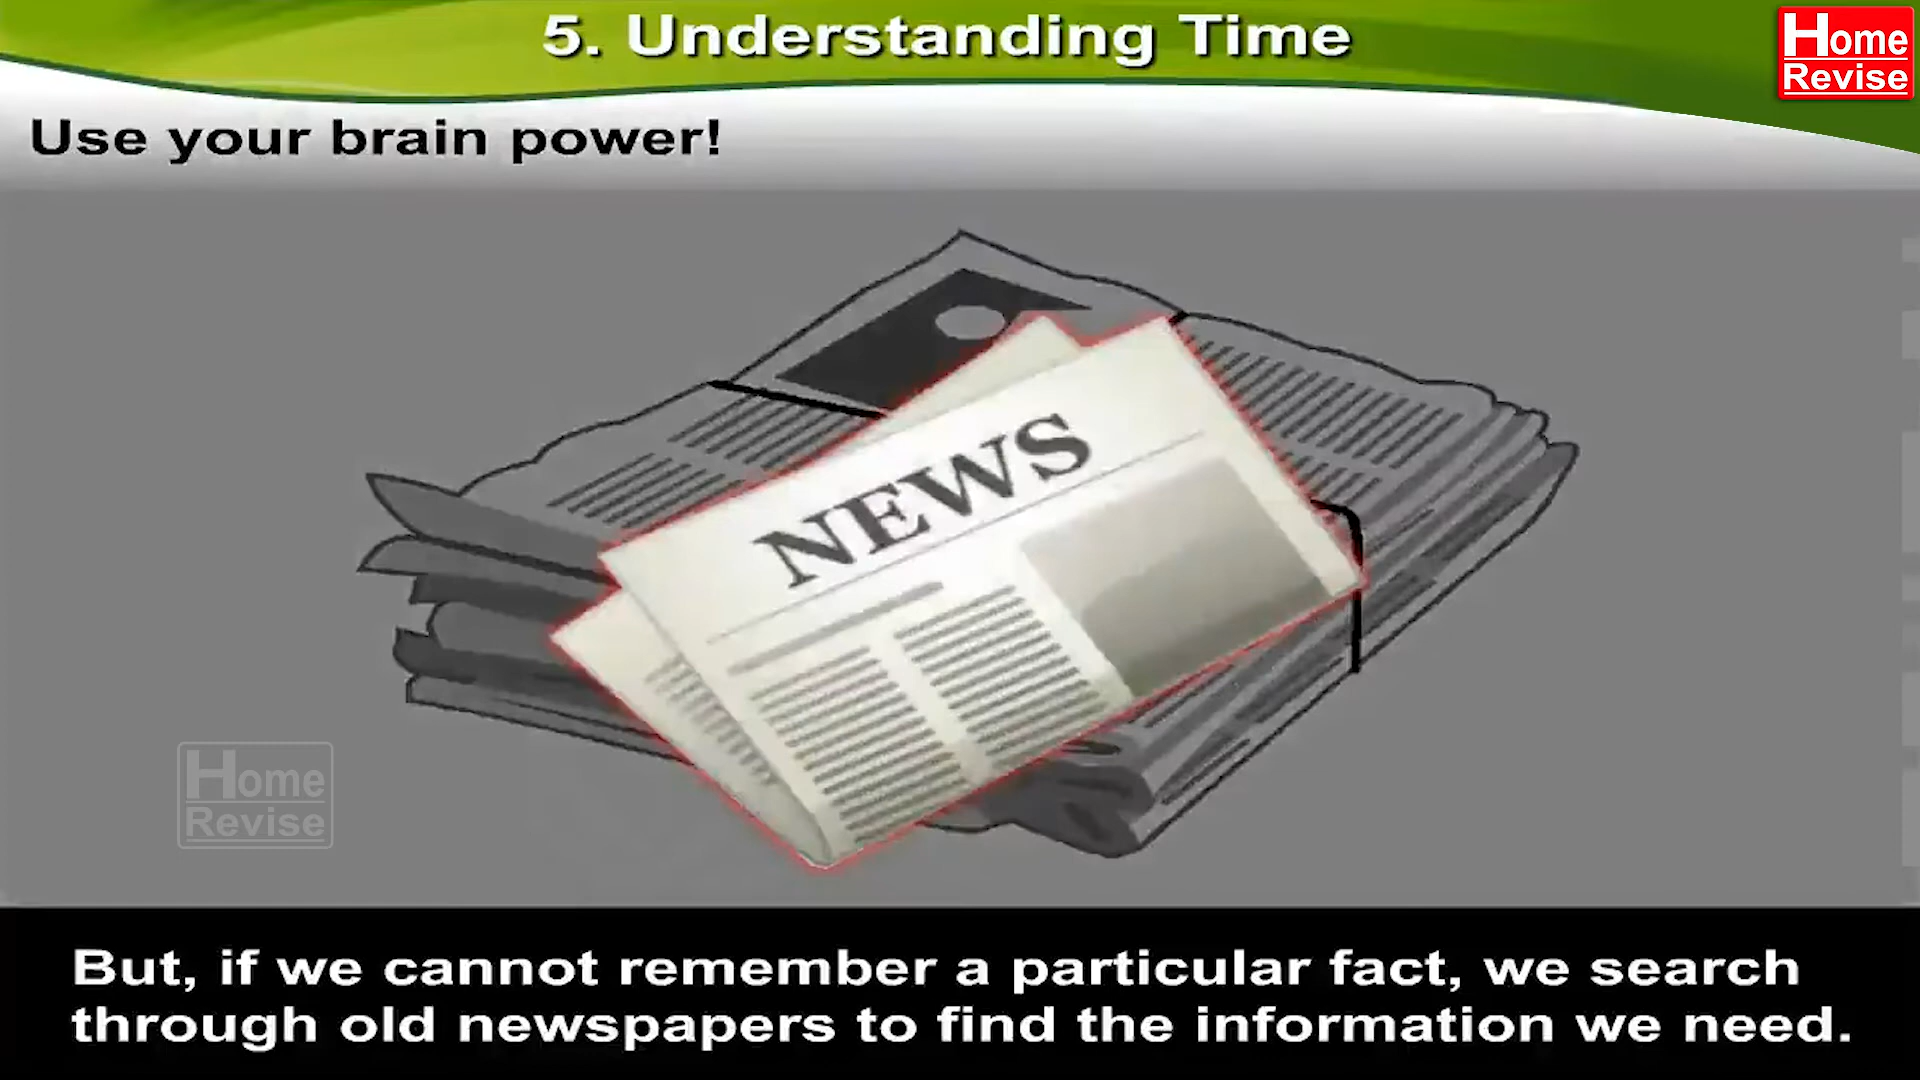 5. Understanding Time
Home
Revise
Use your brain power!
NEWS
Home
Revise
But, if we cannot remember a particular fact, we search
through old newspapers to find the information we need.